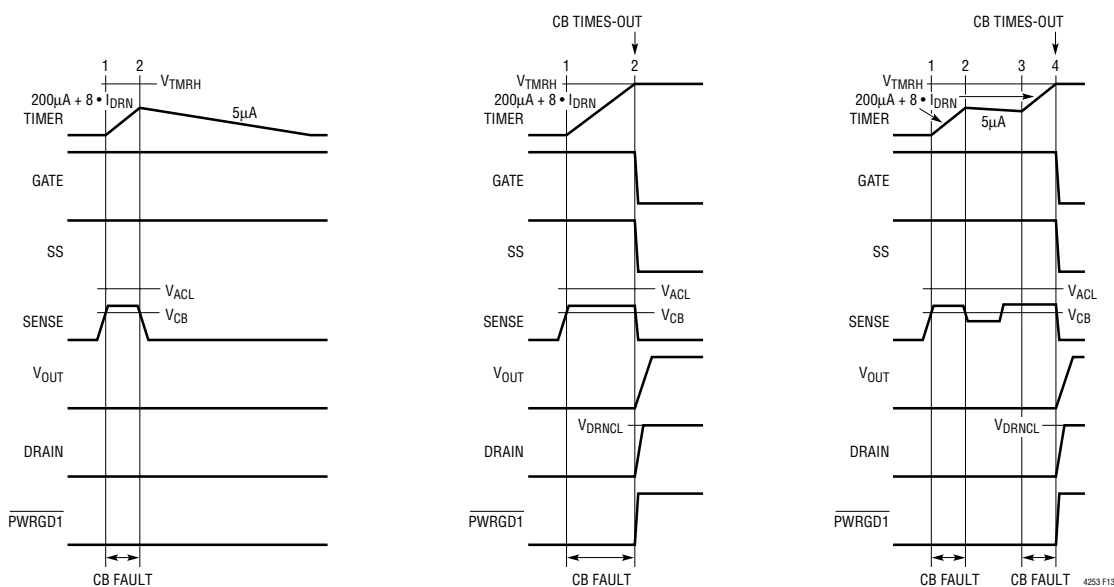 CB TIMES-OUT
CB TIMES-OUT
1 2
VTMRH
200µA + 8 • IDRN
TIMER
5µA
GATE
SS
VACL
VCB
SENSE
VOUT
DRAIN
PWRGD1
CB FAULT
1 2
VTMRH
200µA + 8 • IDRN
TIMER
GATE
SS
VACL
VCB
SENSE
VOUT
VDRNCL
DRAIN
PWRGD1
CB FAULT
1 2 3 4
VTMRH
200µA + 8 • IDRN
TIMER
5µA
GATE
SS
VACL
VCB
SENSE
VOUT
VDRNCL
DRAIN
PWRGD1
CB FAULT CB FAULT
4253 F13